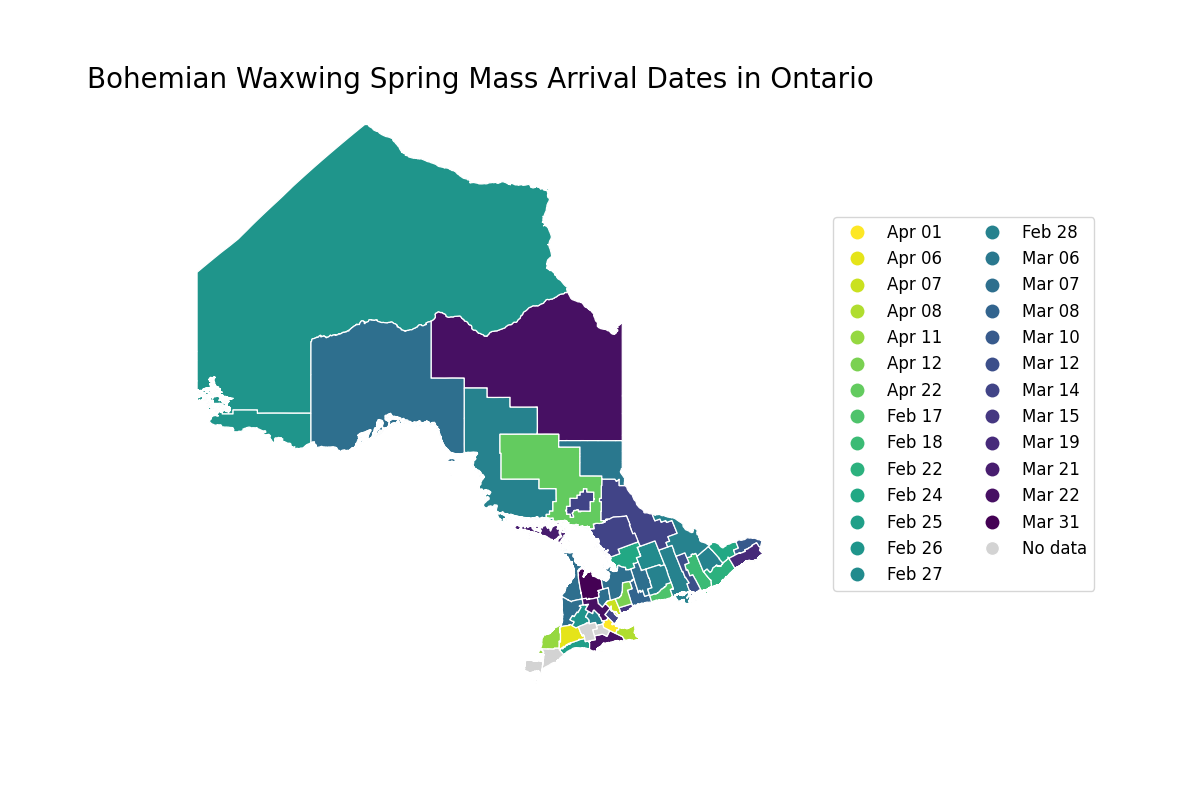 Bohemian Waxwing Spring Mass Arrival Dates in Ontario
Apr 01
Apr 06
Apr 07
Apr 08
Apr 11
Apr 12
Apr 22
Feb 17
Feb 18
Feb 22
Feb 24
Feb 25
Feb 26
Feb 27
Feb 28
Mar 06
Mar 07
Mar 08
Mar 10
Mar 12
Mar 14
Mar 15
Mar 19
Mar 21
Mar 22
Mar 31
No data